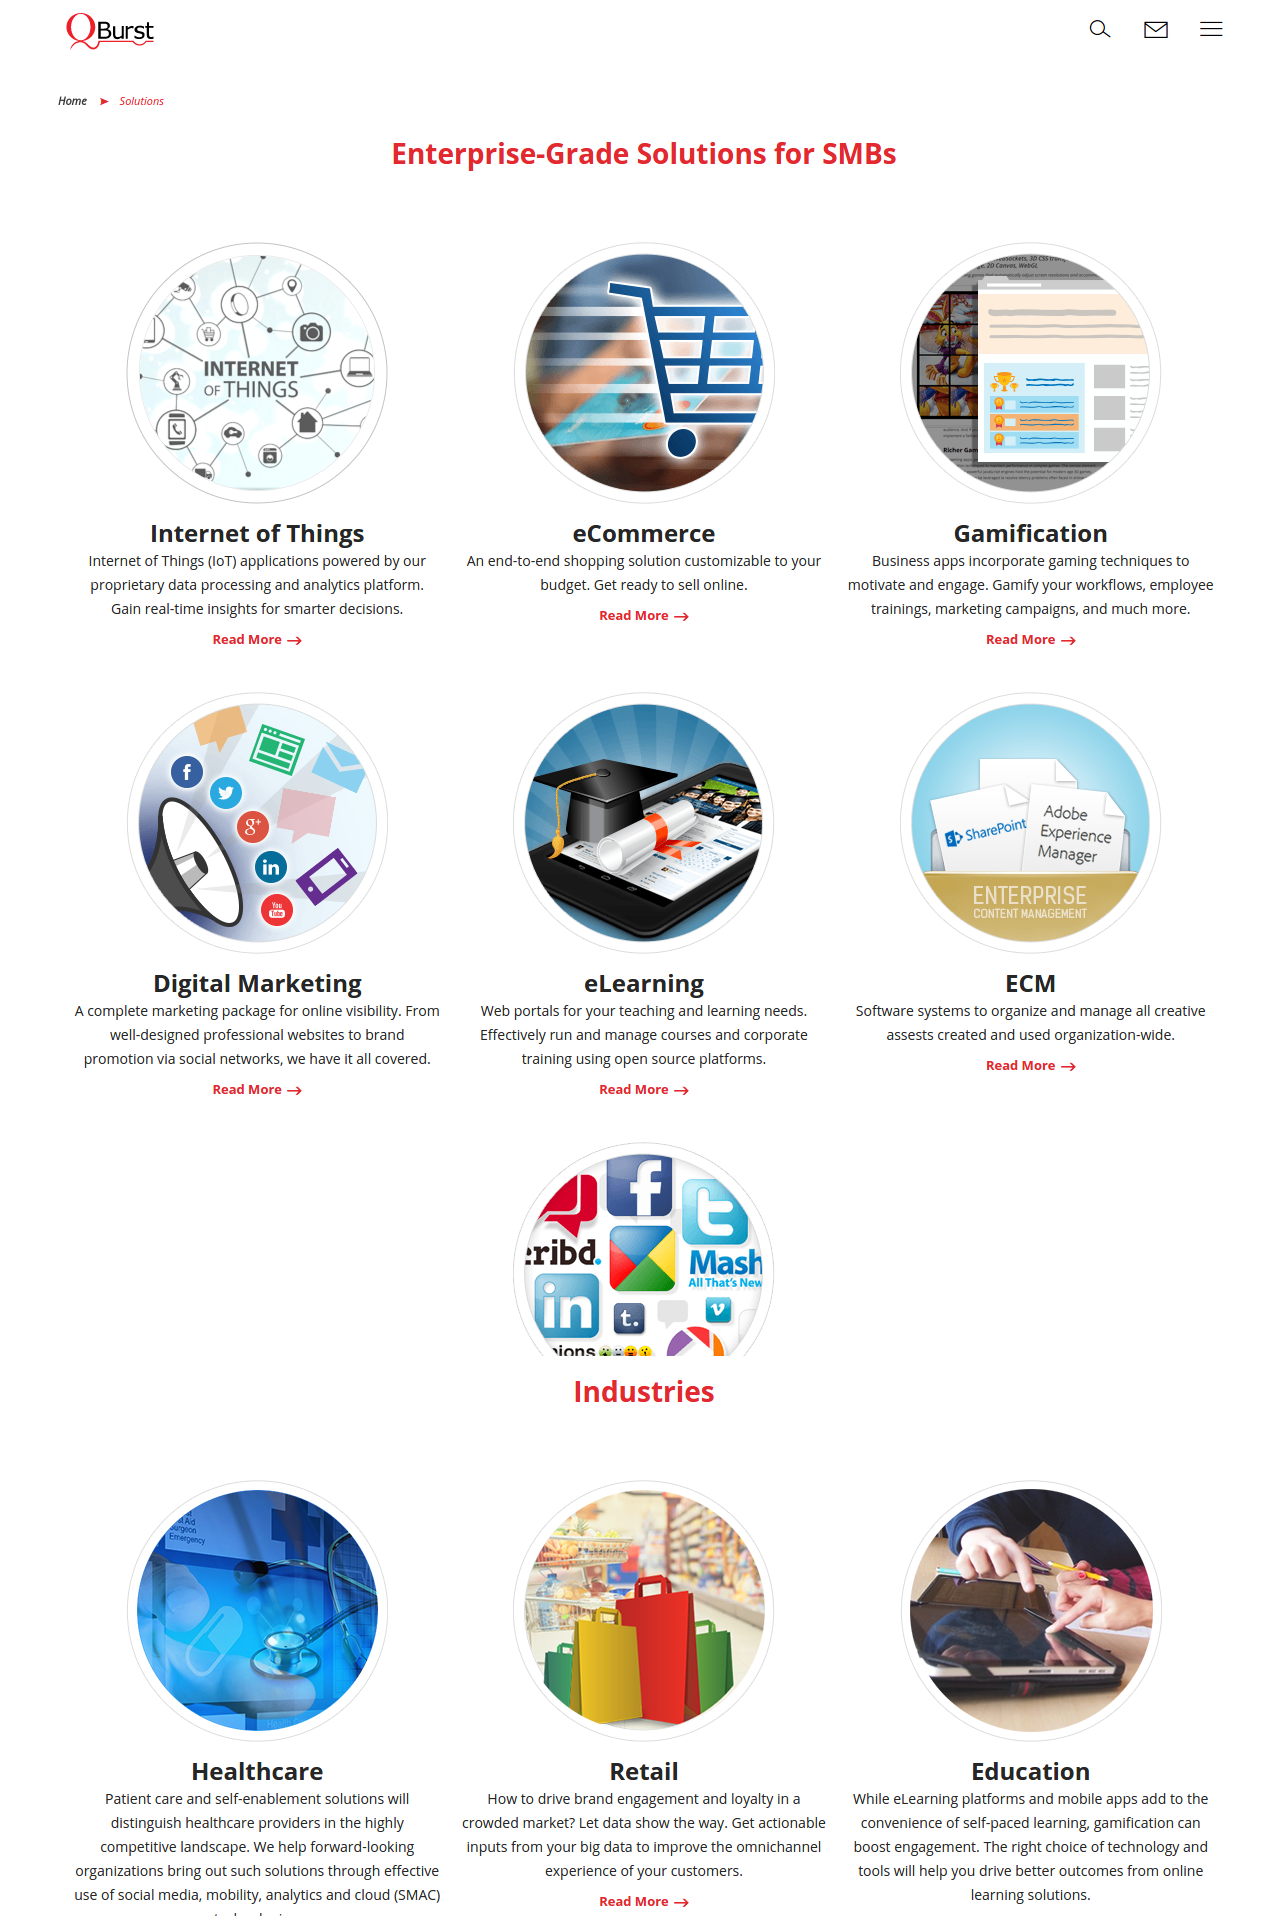 QBurst
Home ➤ Solutions
Enterprise-Grade Solutions for SMBs
INTERNET
OF THINGS
Internet of Things
Internet of Things (IoT) applications powered by our
proprietary data processing and analytics platform.
Gain real-time insights for smarter decisions.
Read More →
eCommerce
An end-to-end shopping solution customizable to your
budget. Get ready to sell online.
Read More →
Gamification
Business apps incorporate gaming techniques to
motivate and engage. Gamify your workflows, employee
trainings, marketing campaigns, and much more.
Read More →
f
g+
in
You
Tube
Digital Marketing
A complete marketing package for online visibility. From
well-designed professional websites to brand
promotion via social networks, we have it all covered.
Read More →
eLearning
Web portals for your teaching and learning needs.
Effectively run and manage courses and corporate
training using open source platforms.
Read More →
SharePoint
Adobe
Experience
Manager
ENTERPRISE
CONTENT MANAGEMENT
ECM
Software systems to organize and manage all creative
assests created and used organization-wide.
Read More →
f
t
cribd.
Mash
All That's New
in
t.
v
nions
Industries
Aid
urgeon
Emergency
Healthcare
Patient care and self-enablement solutions will
distinguish healthcare providers in the highly
competitive landscape. We help forward-looking
organizations bring out such solutions through effective
use of social media, mobility, analytics and cloud (SMAC)
Retail
How to drive brand engagement and loyalty in a
crowded market? Let data show the way. Get actionable
inputs from your big data to improve the omnichannel
experience of your customers.
Read More →
Education
While eLearning platforms and mobile apps add to the
convenience of self-paced learning, gamification can
boost engagement. The right choice of technology and
tools will help you drive better outcomes from online
learning solutions.